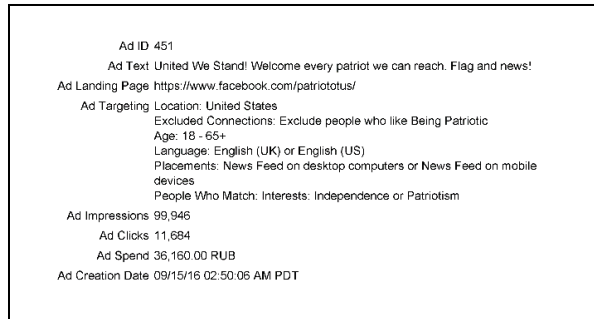 Ad ID 451
Ad Text United We Stand! Welcome every patriot we can reach. Flag and news!
Ad Landing Page https://www.facebook.com/patriototus/
Ad Targeting Location: United States
Excluded Connections: Exclude people who like Being Patriotic
Age: 18 - 65+
Language: English (UK) or English (US)
Placements: News Feed on desktop computers or News Feed on mobile
devices
People Who Match: Interests: Independence or Patriotism
Ad Impressions 99,946
Ad Clicks 11,684
Ad Spend 36,160.00 RUB
Ad Creation Date 09/15/16 02:50:06 AM PDT